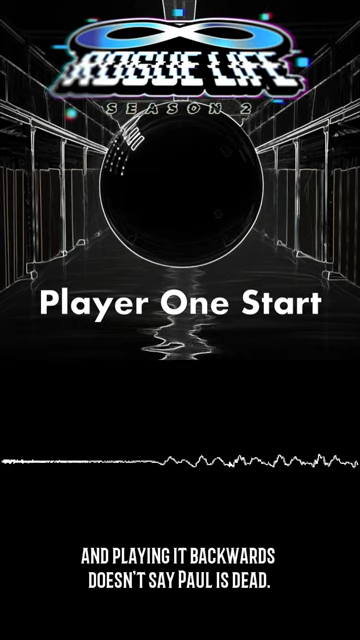 ROGUE LIFE
SEASON 2
Player One Start
AND PLAYING IT BACKWARDS
DOESN'T SAY PAUL IS DEAD.